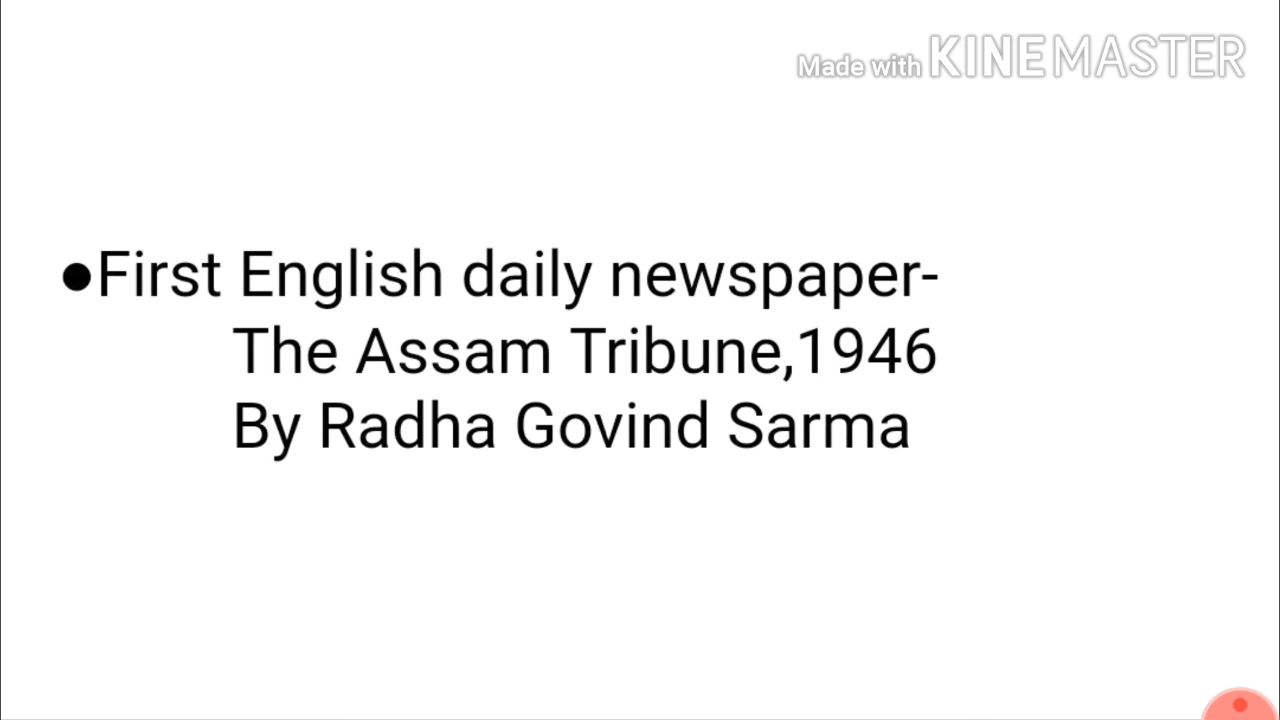 Made with KINEMASTER
●First English daily newspaper-
The Assam Tribune,1946
By Radha Govind Sarma